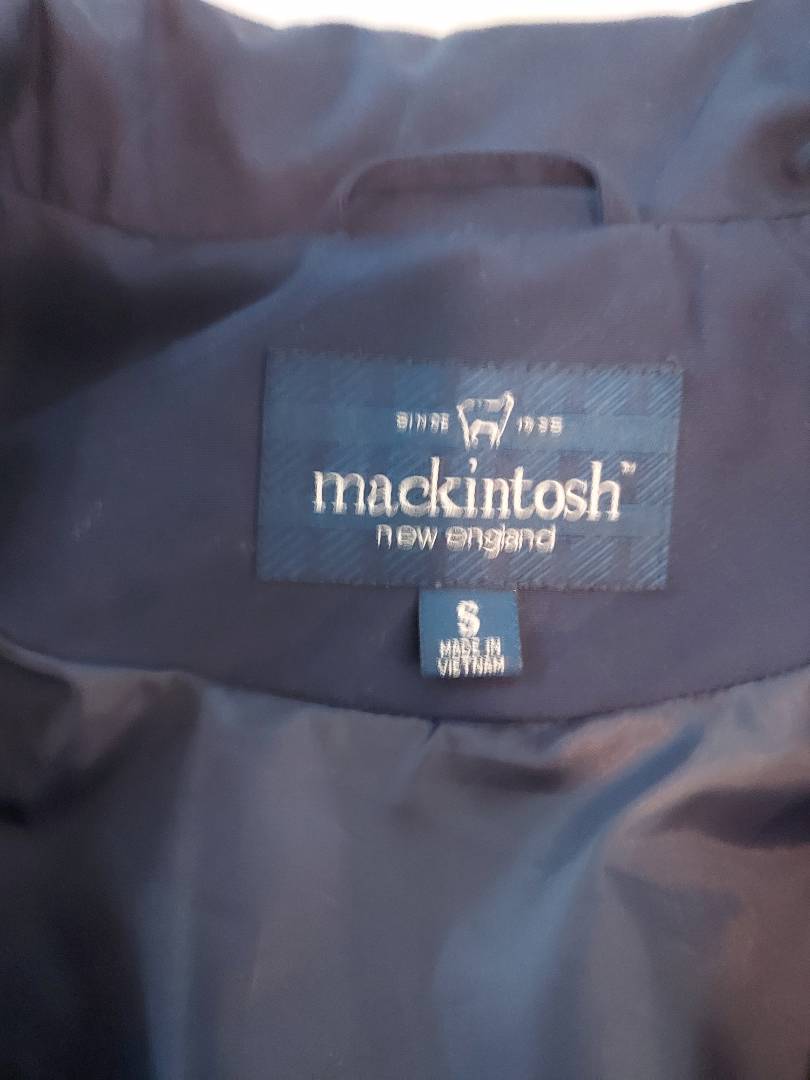 SINCE
mackintosh™
new england
S
MADE IN
VIETNAM